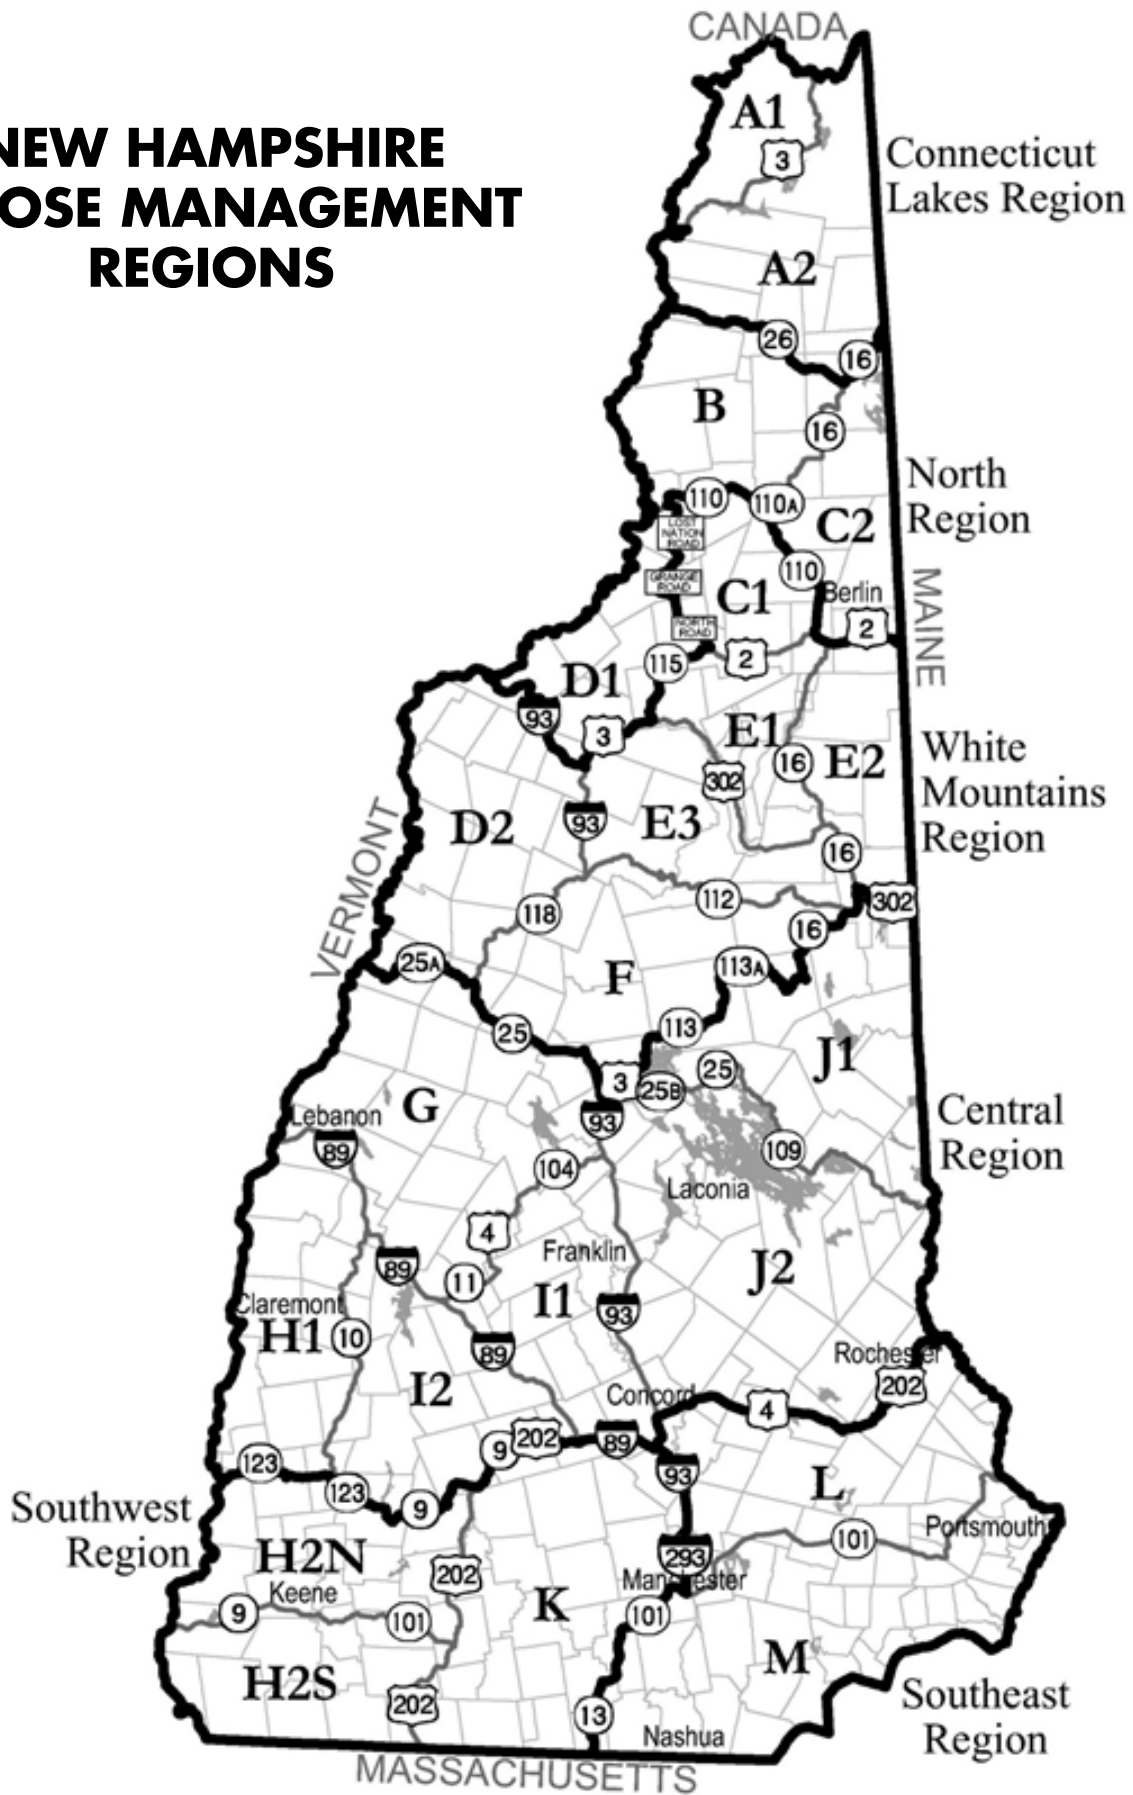 CANADA
NEW HAMPSHIRE
OSE MANAGEMENT
REGIONS
A1
3
Connecticut
Lakes Region
A2
26
16
B
16
North
Region
110
110A
C2
LOST
NATION
ROAD
110
GRANGE
ROAD
C1
Berlin
MAINE
NORTH
ROAD
2
115
2
D1
93
3
E1
16
E2
White
Mountains
Region
302
D2
93
E3
16
VERMONT
118
112
302
16
25A
F
113A
25
113
J1
3
25B
25
G
93
Lebanon
89
Central
Region
109
104
Laconia
4
Franklin
89
11
I1
J2
93
Claremont
H1
10
89
Rochester
202
I2
Concord
4
9
202
89
123
93
123
9
L
Southwest
Region
Portsmouth
101
H2N
293
202
Manchester
Keene
9
101
K
101
M
H2S
202
13
Southeast
Region
Nashua
MASSACHUSETTS